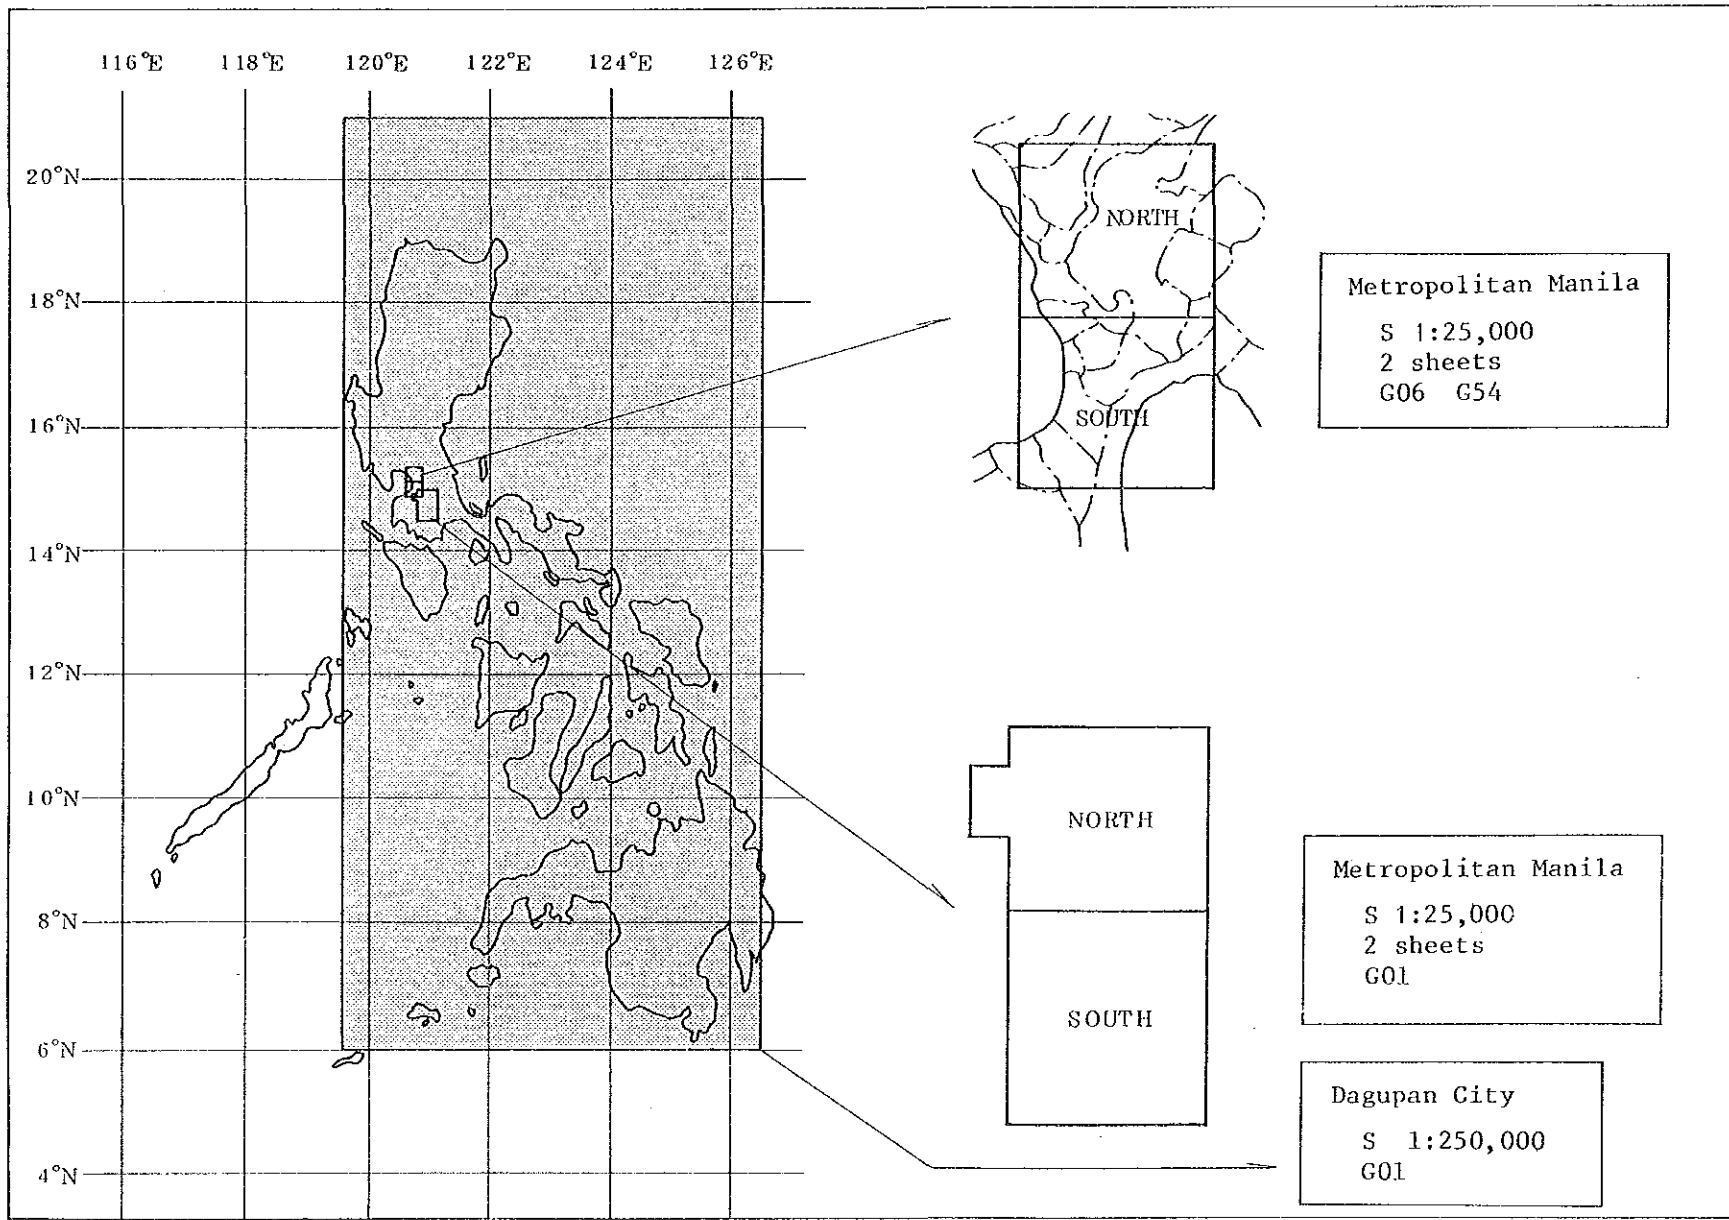 116°E 118°E 120°E 122°E 124°E 126°E
20°N
18°N
16°N
14°N
12°N
10°N
8°N
6°N
4°N
NORTH
SOUTH
Metropolitan Manila
S 1:25,000
2 sheets
G06 G54
NORTH
SOUTH
Metropolitan Manila
S 1:25,000
2 sheets
G01
Dagupan City
S 1:250,000
G01